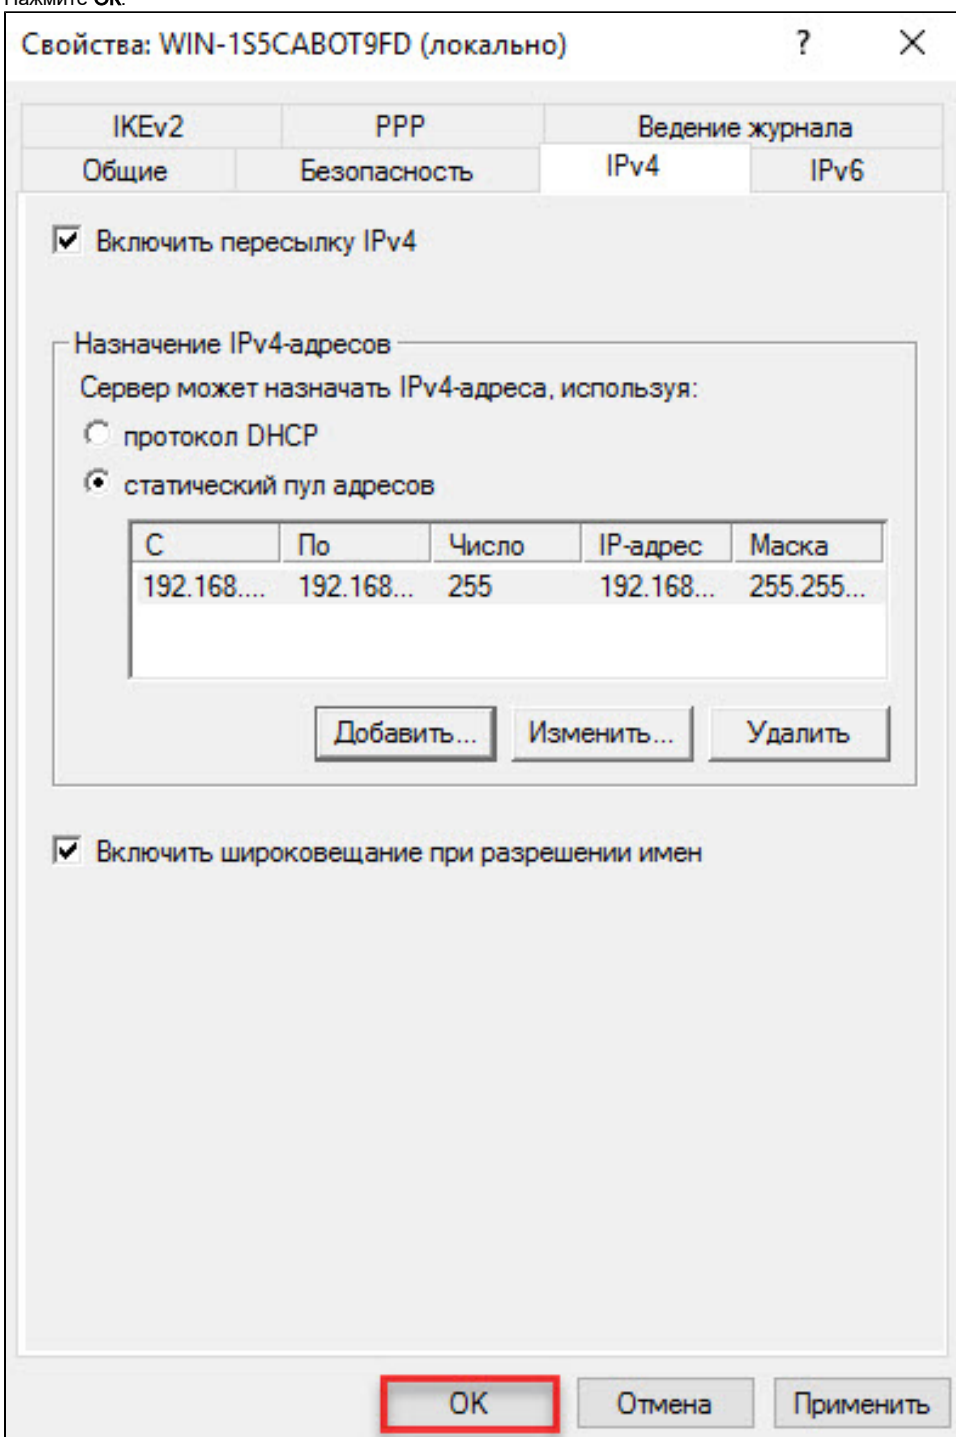 Нажмите ОК.
Свойства: WIN-1S5CABOT9FD (локально) ?
IKEv2 PPP Ведение журнала
Общие Безопасность IPv4 IPv6
Включить пересылку IPv4
Назначение IPv4-адресов
Сервер может назначать IPv4-адреса, используя:
протокол DHCP
статический пул адресов
С По Число IP-адрес Маска
192.168.... 192.168... 255 192.168... 255.255...
Добавить... Изменить... Удалить
Включить широковещание при разрешении имен
ОК Отмена Применить